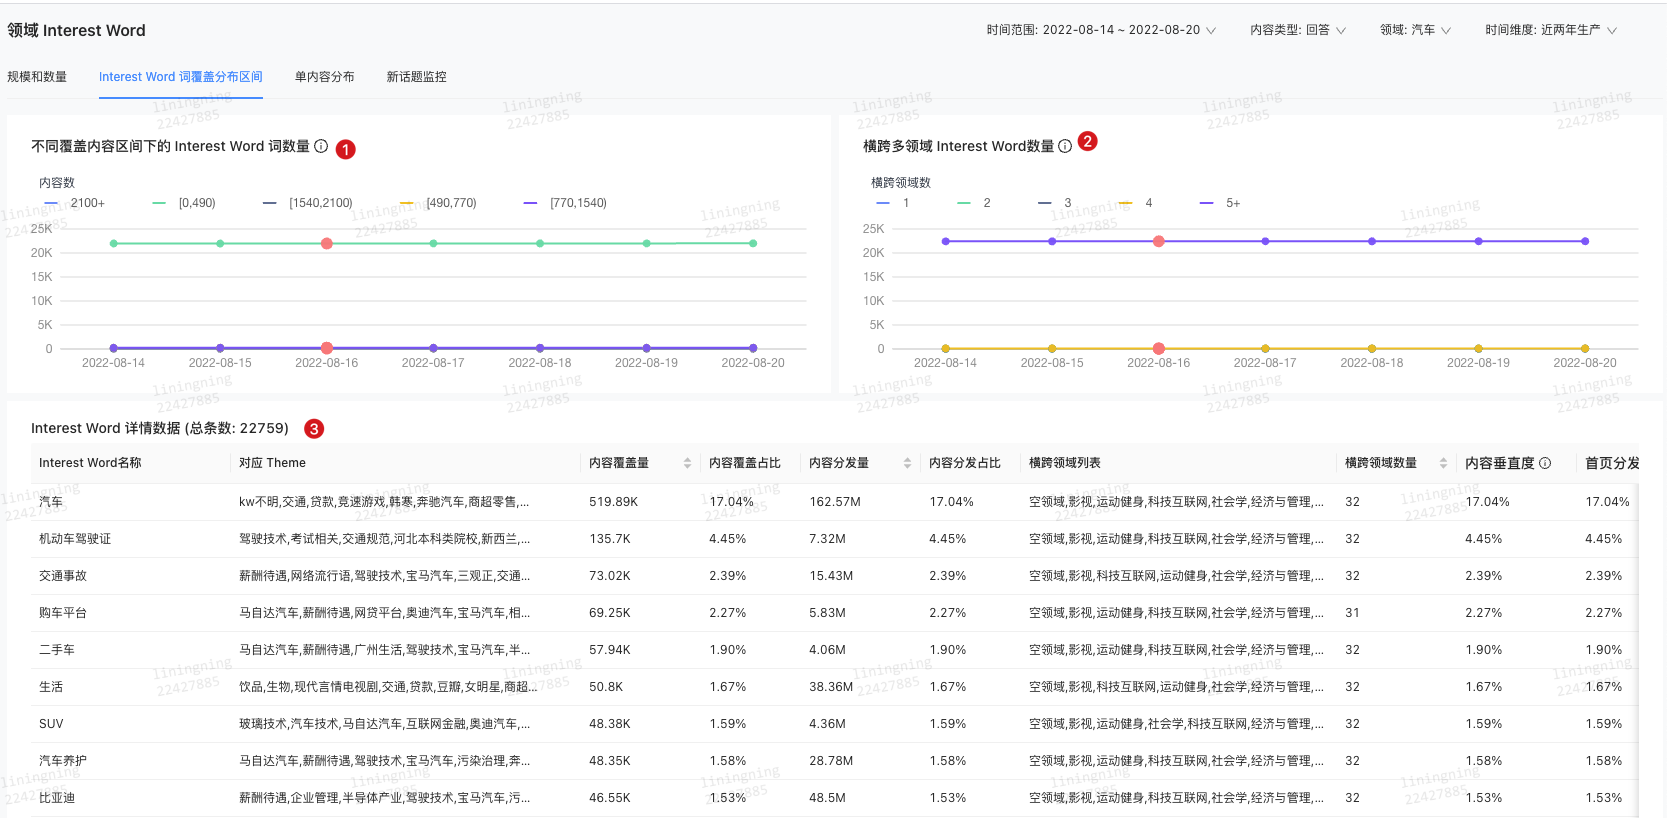 领域 Interest Word
时间范围: 2022-08-14 ~ 2022-08-20 内容类型: 回答 领域: 汽车 时间维度: 近两年生产
规模和数量 Interest Word 词覆盖分布区间 单内容分布 新话题监控
不同覆盖内容区间下的 Interest Word 词数量 1
内容数
2100+ [0,490) [1540,2100) [490,770) [770,1540)
25K
20K
15K
10K
5K
0
2022-08-14 2022-08-15 2022-08-16 2022-08-17 2022-08-18 2022-08-19 2022-08-20
横跨多领域 Interest Word数量 2
横跨领域数
1 2 3 4 5+
25K
20K
15K
10K
5K
0
2022-08-14 2022-08-15 2022-08-16 2022-08-17 2022-08-18 2022-08-19 2022-08-20
Interest Word 详情数据 (总条数: 22759) 3
Interest Word名称 对应 Theme 内容覆盖量 内容覆盖占比 内容分发量 内容分发占比 横跨领域列表 横跨领域数量 内容垂直度 首页分发
汽车 kw不明,交通,贷款,竞速游戏,韩寒,奔驰汽车,商超零售,... 519.89K 17.04% 162.57M 17.04% 空领域,影视,运动健身,科技互联网,社会学,经济与管理,... 32 17.04% 17.04%
机动车驾驶证 驾驶技术,考试相关,交通规范,河北本科类院校,新西兰,... 135.7K 4.45% 7.32M 4.45% 空领域,影视,运动健身,科技互联网,社会学,经济与管理,... 32 4.45% 4.45%
交通事故 薪酬待遇,网络流行语,驾驶技术,宝马汽车,三观正,交通... 73.02K 2.39% 15.43M 2.39% 空领域,影视,科技互联网,运动健身,社会学,经济与管理,... 32 2.39% 2.39%
购车平台 马自达汽车,薪酬待遇,网贷平台,奥迪汽车,宝马汽车,相... 69.25K 2.27% 5.83M 2.27% 空领域,影视,运动健身,科技互联网,社会学,经济与管理,... 31 2.27% 2.27%
二手车 马自达汽车,薪酬待遇,广州生活,驾驶技术,宝马汽车,半... 57.94K 1.90% 4.06M 1.90% 空领域,影视,运动健身,科技互联网,社会学,经济与管理,... 32 1.90% 1.90%
生活 饮品,生物,现代言情电视剧,交通,贷款,豆瓣,女明星,商超... 50.8K 1.67% 38.36M 1.67% 空领域,影视,科技互联网,运动健身,社会学,经济与管理,... 32 1.67% 1.67%
SUV 玻璃技术,汽车技术,马自达汽车,互联网金融,奥迪汽车,... 48.38K 1.59% 4.36M 1.59% 空领域,影视,运动健身,社会学,科技互联网,经济与管理,... 32 1.59% 1.59%
汽车养护 马自达汽车,薪酬待遇,驾驶技术,宝马汽车,污染治理,奔... 48.35K 1.58% 28.78M 1.58% 空领域,影视,运动健身,科技互联网,社会学,经济与管理,... 32 1.58% 1.58%
比亚迪 薪酬待遇,企业管理,半导体产业,驾驶技术,宝马汽车,污... 46.55K 1.53% 48.5M 1.53% 空领域,影视,运动健身,科技互联网,社会学,经济与管理,... 32 1.53% 1.53%
liningning
22427885